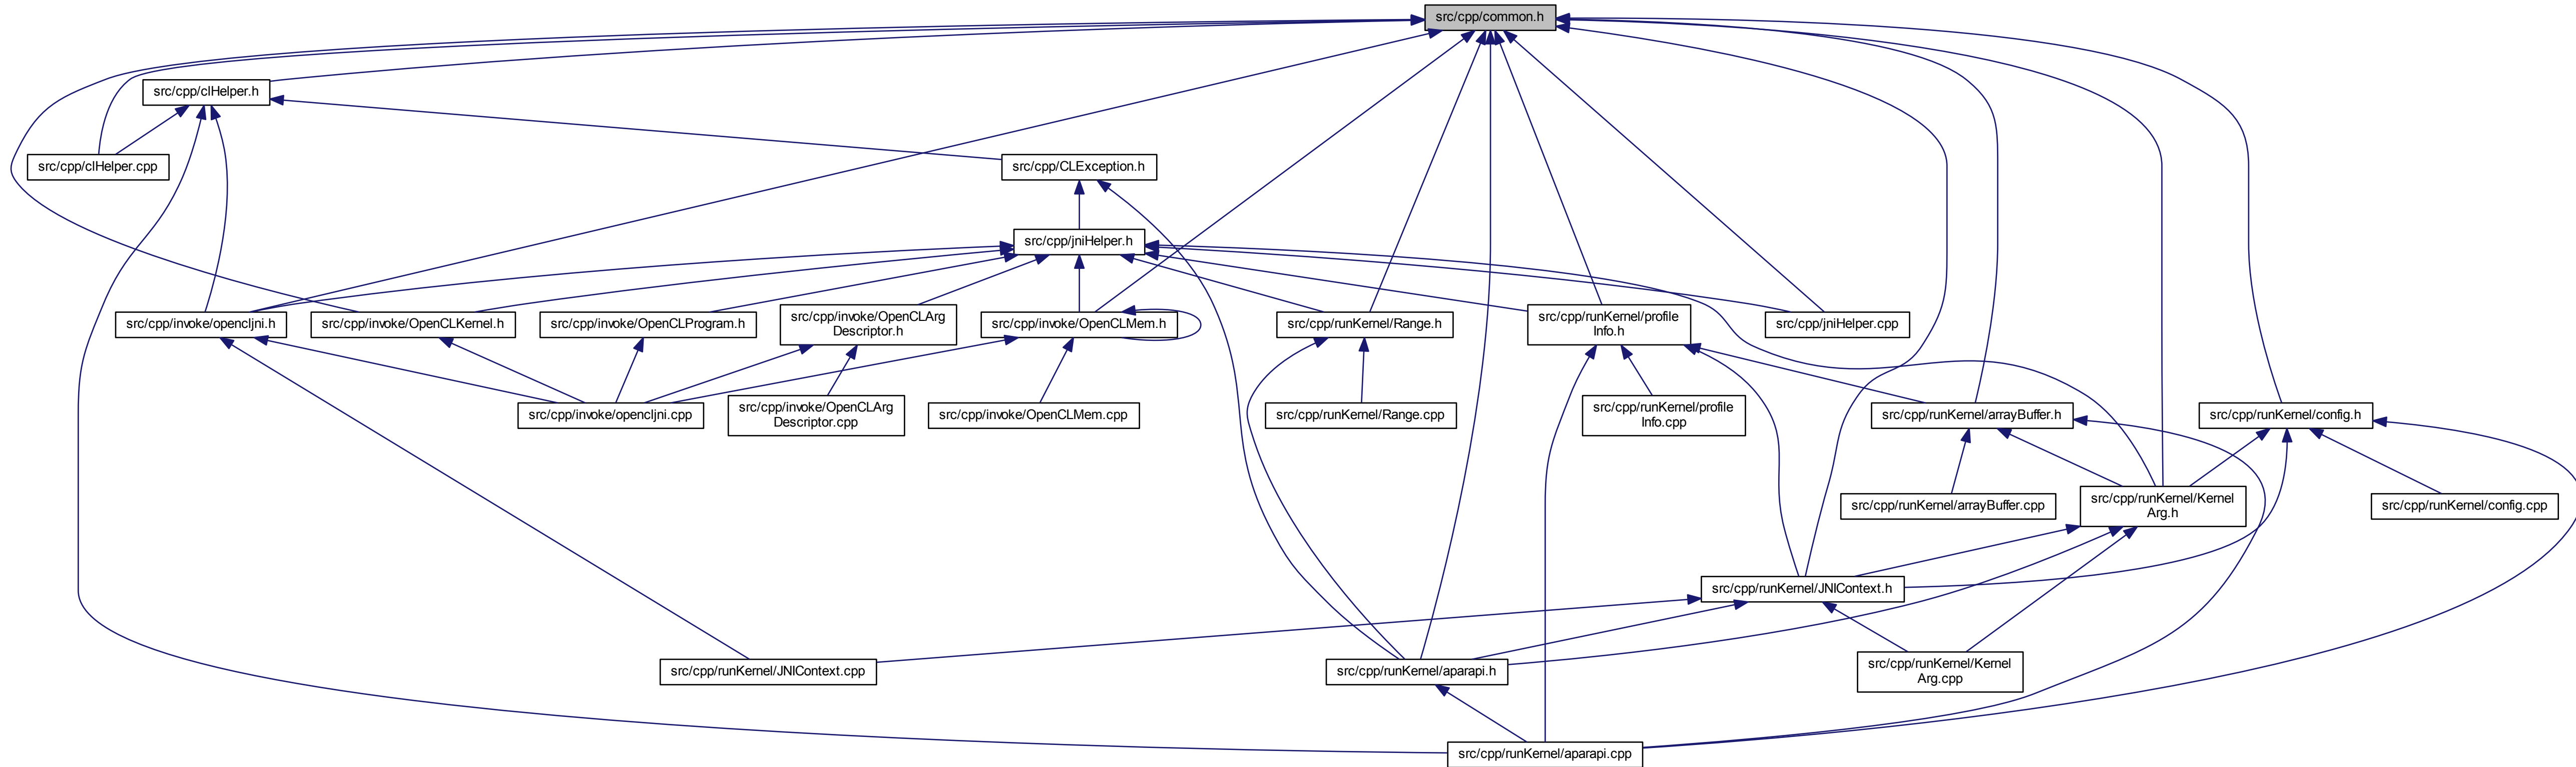 src/cpp/common.h
src/cpp/clHelper.h
src/cpp/clHelper.cpp
src/cpp/CLException.h
src/cpp/jniHelper.h
src/cpp/invoke/opencljni.h
src/cpp/invoke/OpenCLKernel.h
src/cpp/invoke/OpenCLProgram.h
src/cpp/invoke/OpenCLArg
Descriptor.h
src/cpp/invoke/OpenCLMem.h
src/cpp/runKernel/Range.h
src/cpp/runKernel/profile
Info.h
src/cpp/jniHelper.cpp
src/cpp/invoke/opencljni.cpp
src/cpp/invoke/OpenCLArg
Descriptor.cpp
src/cpp/invoke/OpenCLMem.cpp
src/cpp/runKernel/Range.cpp
src/cpp/runKernel/profile
Info.cpp
src/cpp/runKernel/arrayBuffer.h
src/cpp/runKernel/config.h
src/cpp/runKernel/arrayBuffer.cpp
src/cpp/runKernel/Kernel
Arg.h
src/cpp/runKernel/config.cpp
src/cpp/runKernel/JNIContext.h
src/cpp/runKernel/JNIContext.cpp
src/cpp/runKernel/aparapi.h
src/cpp/runKernel/Kernel
Arg.cpp
src/cpp/runKernel/aparapi.cpp